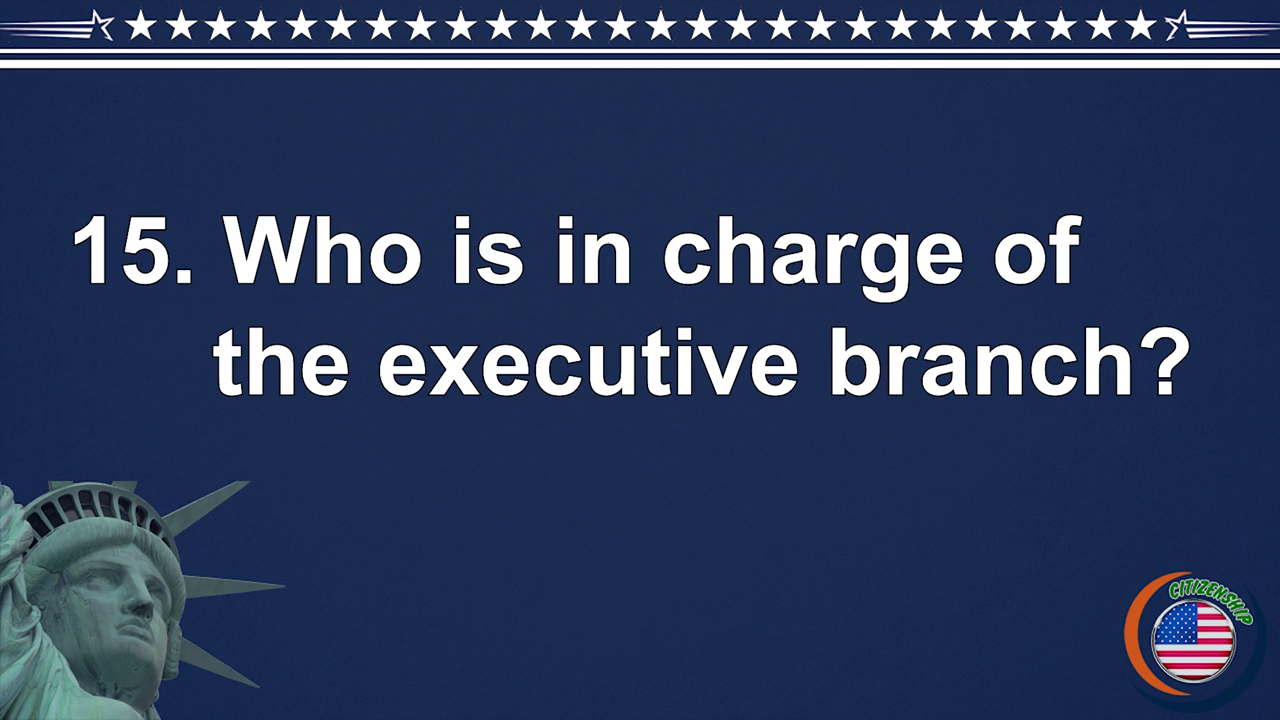 15. Who is in charge of
the executive branch?
CITIZENSHIP